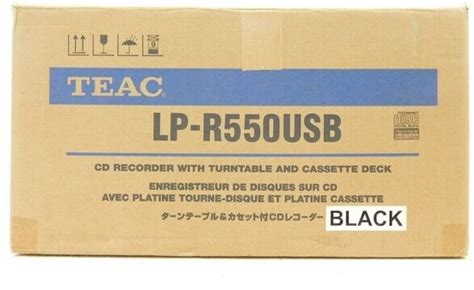 TEAC
LP-R550USB
CD RECORDER WITH TURNTABLE AND CASSETTE DECK
ENREGISTREUR DE DISQUES SUR CD
AVEC PLATINE TOURNE-DISQUE ET PLATINE CASSETTE
ターンテーブル&カセット付CDレコーダー
BLACK